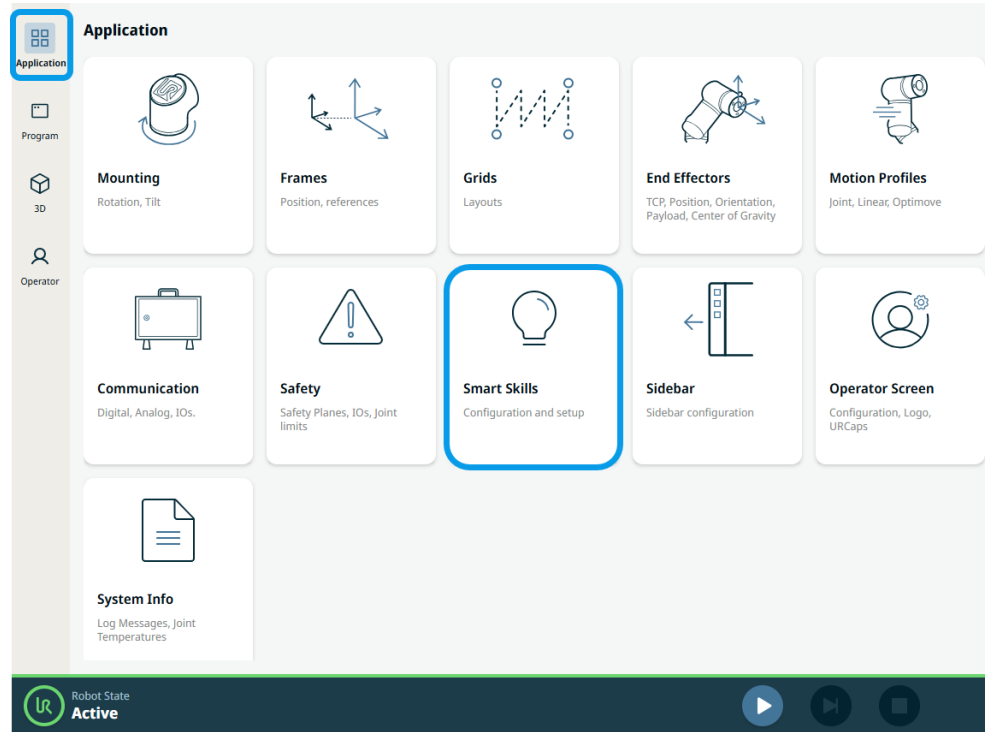 Application
Application
Program
3D
Operator
Mounting
Rotation, Tilt
Frames
Position, references
Grids
Layouts
End Effectors
TCP, Position, Orientation,
Payload, Center of Gravity
Motion Profiles
Joint, Linear, Optimove
Communication
Digital, Analog, IOs.
Safety
Safety Planes, IOs, Joint
limits
Smart Skills
Configuration and setup
Sidebar
Sidebar configuration
Operator Screen
Configuration, Logo,
URCaps
System Info
Log Messages, Joint
Temperatures
UR
Robot State
Active